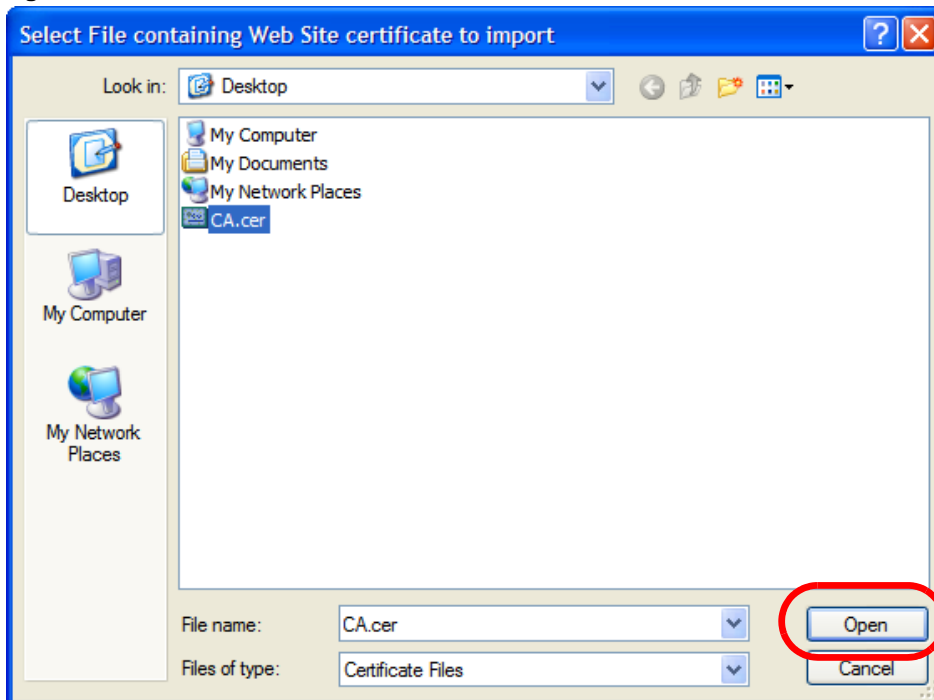 Select File containing Web Site certificate to import
Look in: Desktop
My Computer
My Documents
My Network Places
CA.cer
Desktop
My Computer
My Network
Places
File name: CA.cer Open
Files of type: Certificate Files Cancel